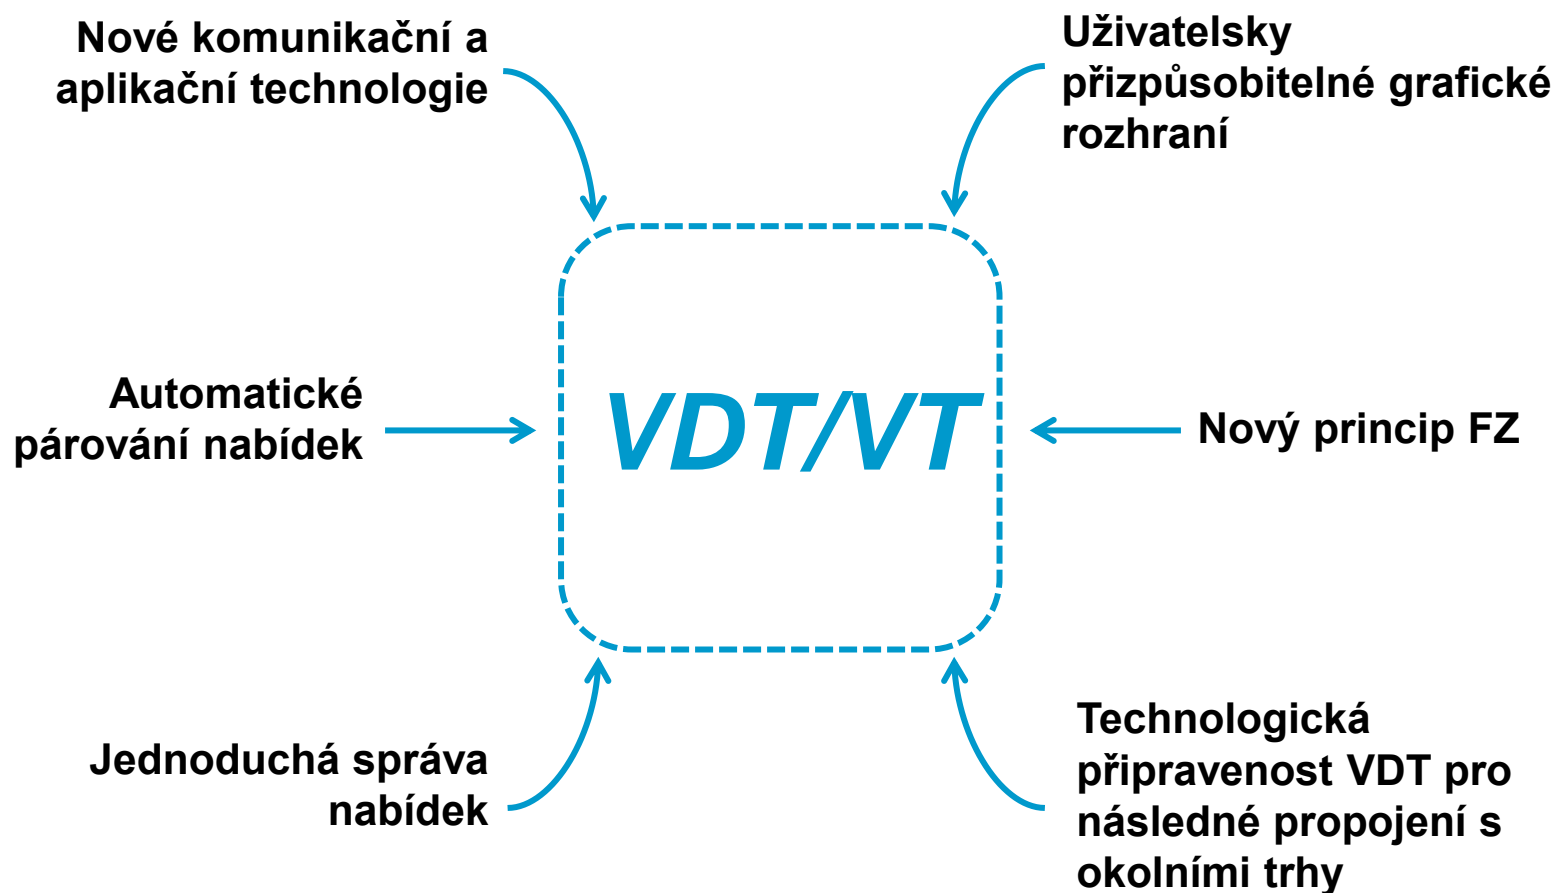 Nové komunikační a
aplikační technologie
Uživatelsky
přizpůsobitelné grafické
rozhraní
Automatické
párování nabídek
VDT/VT
Nový princip FZ
Jednoduchá správa
nabídek
Technologická
připravenost VDT pro
následné propojení s
okolními trhy